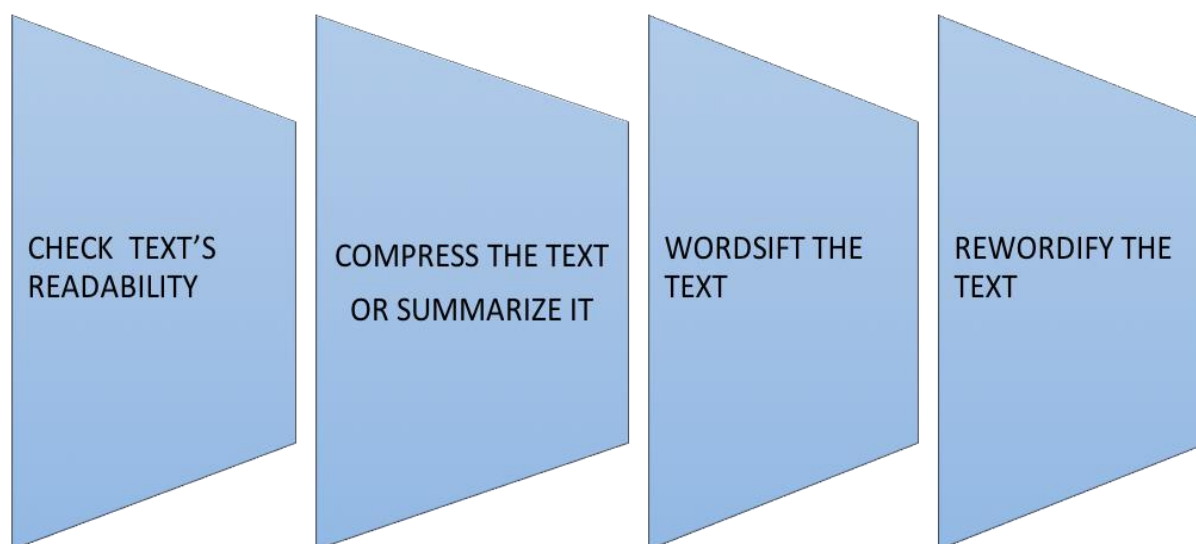 CHECK TEXT’S
READABILITY
COMPRESS THE TEXT
OR SUMMARIZE IT
WORDSIFT THE
TEXT
REWORDIFY THE
TEXT